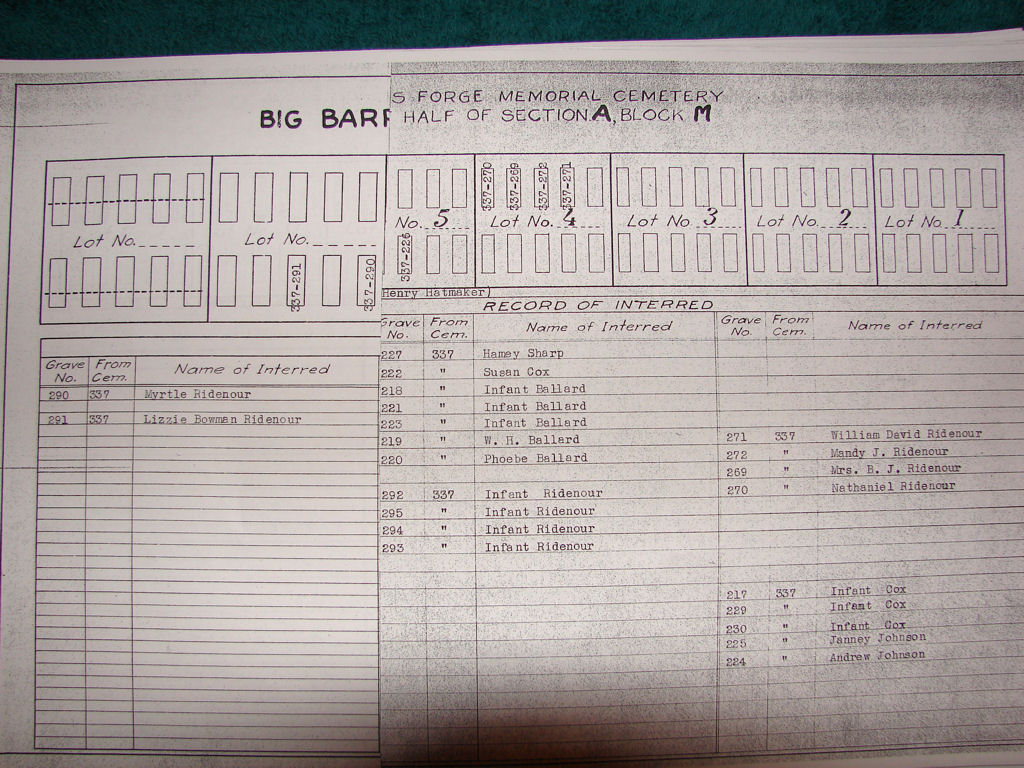 S FORGE MEMORIAL CEMETERY
BIG BARR HALF OF SECTION A, BLOCK M
337-270 337-269 337-272 337-271
Lot No. Lot No. No. 5 Lot No. 4 Lot No. 3 Lot No. 2 Lot No. 1
337-291 337-290 337-226
Henry Hatmaker)
RECORD OF INTERRED
Grave No. From Cem. Name of Interred
290 337 Myrtle Ridenour
291 337 Lizzie Bowman Ridenour
Grave No. From Cem. Name of Interred
227 337 Hamey Sharp
222 " Susan Cox
218 " Infant Ballard
221 " Infant Ballard
223 " Infant Ballard
219 " W. H. Ballard
220 " Phoebe Ballard
292 337 Infant Ridenour
295 " Infant Ridenour
294 " Infant Ridenour
293 " Infant Ridenour
Grave No. From Cem. Name of Interred
271 337 William David Ridenour
272 " Mandy J. Ridenour
269 " Mrs. B. J. Ridenour
270 " Nathaniel Ridenour
217 337 Infant Cox
229 " Infant Cox
230 " Infant Cox
225 " Janney Johnson
224 " Andrew Johnson